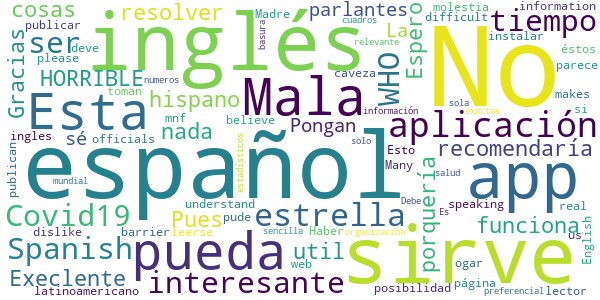 cosas
resolver
parlantes
molestia
information
publicar
Madre
cuadros
difficult
instalar
tiempo
Gracias
ser
deve
please
inglés
basura
La
Espero
relevante
No
éstos
parece
HORRIBLE
toman
numeros
Mala
WHO
makes
si
Esta
hispano
caveza
información
sola
exactos
aplicación
ingles
sé
mnf
nada
officials
believe
Pongan
solo
Esto
Many
recomendaría
publican
mundial
español
estadísticos
understand
porquería
Debe
app
salud
real
Covid19
Pues
estrella
Es
speaking
us
English
dislike
barrier
leerse
pude
Haber
organización
funciona
Spanish
pueda
util
sencilla
web
sirve
ogar
página
Execlente
interesante
posibilidad
lector
latinoamericano
preferencial